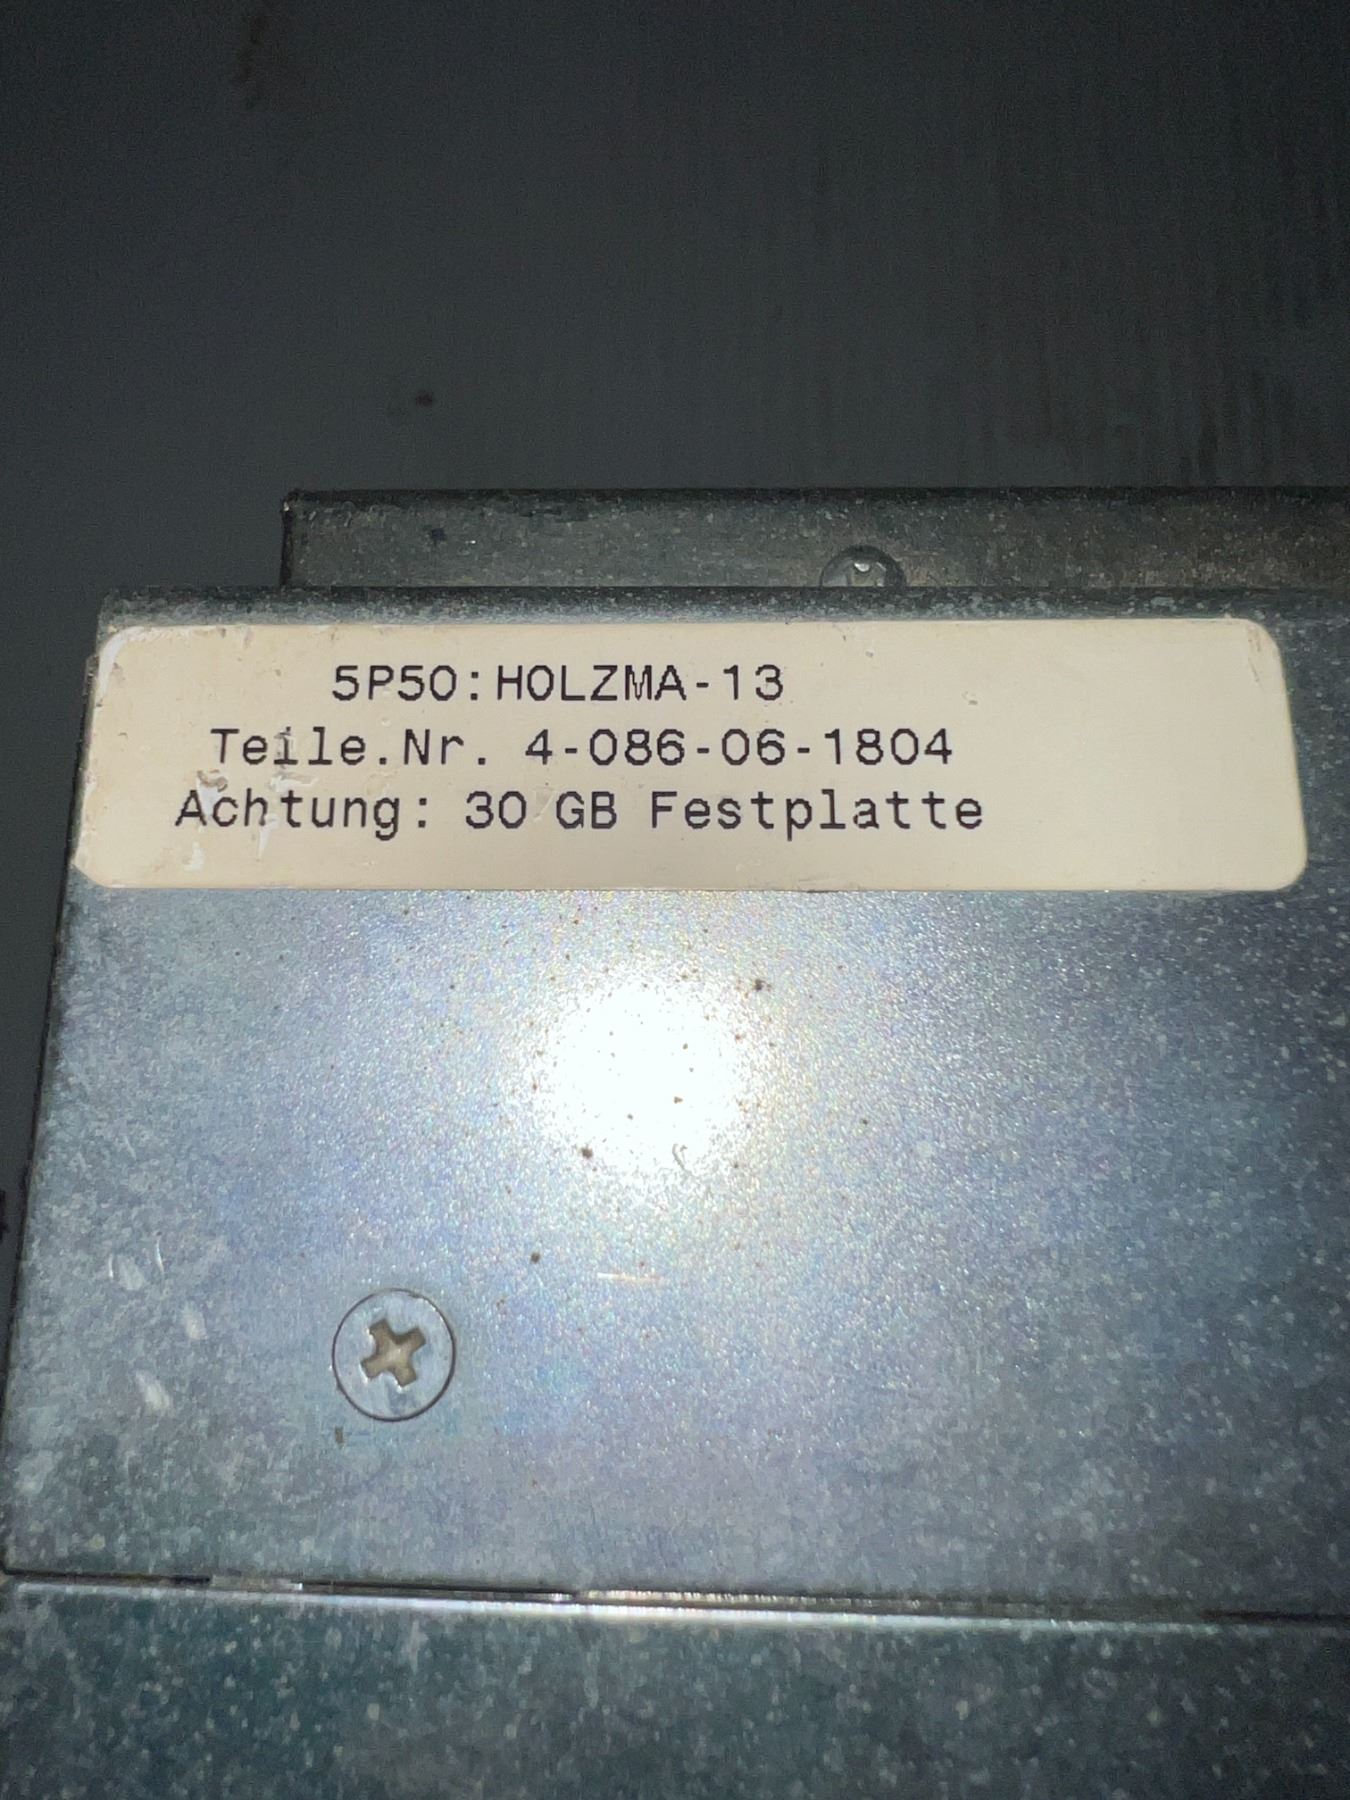 5P50:HOLZMA-13
Teile.Nr. 4-086-06-1804
Achtung: 30 GB Festplatte